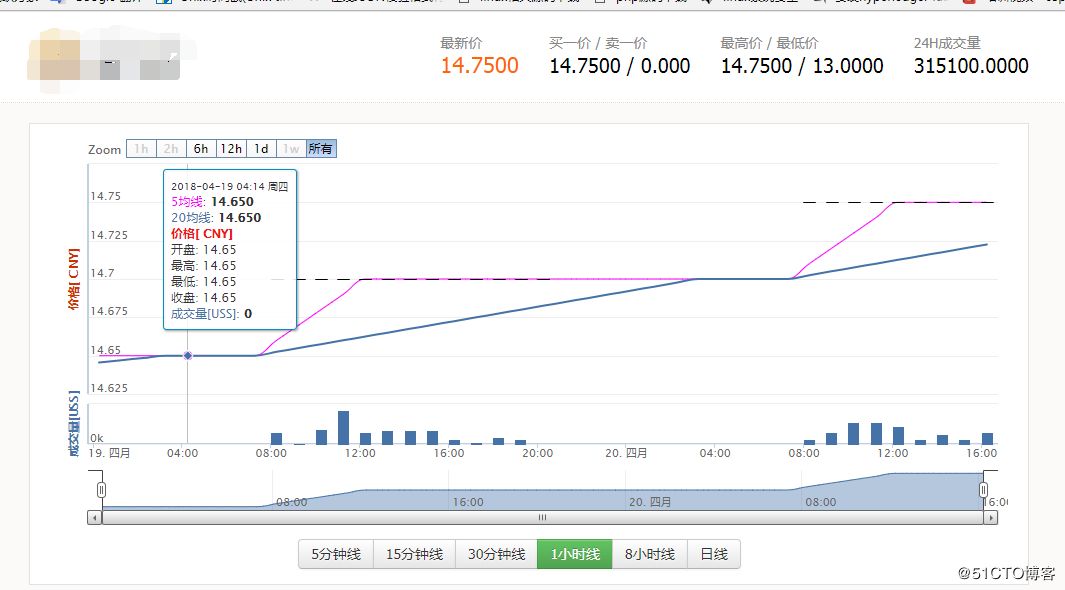 最新价
买一价 / 卖一价
最高价 / 最低价
24H成交量
14.7500
14.7500 / 0.000
14.7500 / 13.0000
315100.0000
Zoom 1h 2h 6h 12h 1d 1w 所有
2018-04-19 04:14 周四
5均线: 14.650
20均线: 14.650
价格[ CNY]
开盘: 14.65
最高: 14.65
最低: 14.65
收盘: 14.65
成交量[USS]: 0
14.75
14.725
14.7
14.675
14.65
14.625
价格[ CNY]
成交量[USS]
0k
19. 四月 04:00 08:00 12:00 16:00 20:00 20. 四月 04:00 08:00 12:00 16:00
08:00 16:00 20. 四月 08:00 16:00
5分钟线 15分钟线 30分钟线 1小时线 8小时线 日线
@51CTO博客